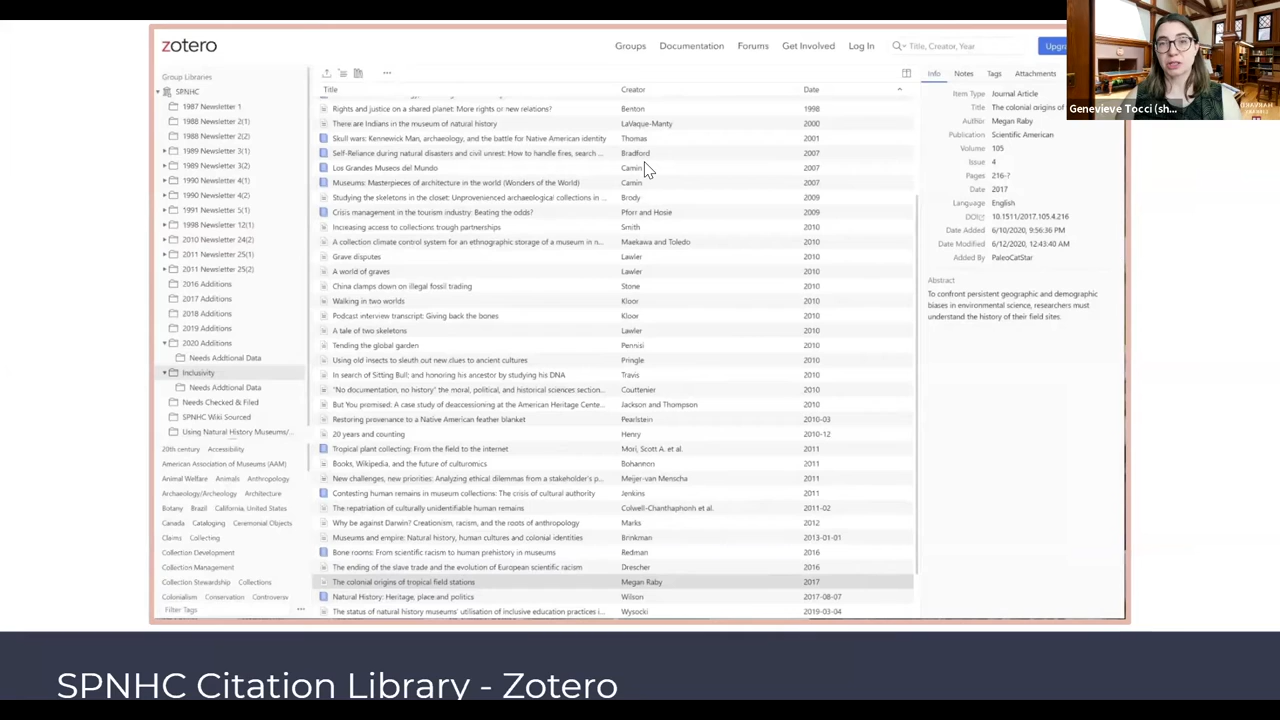 zotero
Groups Documentation Forums Get Involved Log In Title, Creator, Year Upgr
Genevieve Tocci (sh...
Group Libraries
SPNHC
1987 Newsletter 1
1988 Newsletter 2(1)
1988 Newsletter 2(2)
1989 Newsletter 3(1)
1989 Newsletter 3(2)
1990 Newsletter 4(1)
1990 Newsletter 4(2)
1991 Newsletter 5(1)
1998 Newsletter 12(1)
2010 Newsletter 24(2)
2011 Newsletter 25(1)
2011 Newsletter 25(2)
2016 Additions
2017 Additions
2018 Additions
2019 Additions
2020 Additions
Needs Addtional Data
Inclusivity
Needs Addtional Data
Needs Checked & Filed
SPNHC Wiki Sourced
Using Natural History Museums/...
20th century Accessibility
American Association of Museums (AAM)
Animal Welfare Animals Anthropology
Archaeology/Archeology Architecture
Botany Brazil California, United States
Canada Cataloging Ceremonial Objects
Claims Collecting
Collection Development
Collection Management
Collection Stewardship Collections
Colonialism Conservation Controversy
Filter Tags
Title Creator Date
Rights and justice on a shared planet: More rights or new relations? Benton 1998
There are Indians in the museum of natural history LaVaque-Manty 2000
Skull wars: Kennewick Man, archaeology, and the battle for Native American identity Thomas 2001
Self-Reliance during natural disasters and civil unrest: How to handle fires, search ... Bradford 2007
Los Grandes Museos del Mundo Camin 2007
Museums: Masterpieces of architecture in the world (Wonders of the World) Camin 2007
Studying the skeletons in the closet: Unprovenienced archaeological collections in ... Brody 2009
Crisis management in the tourism industry: Beating the odds? Pforr and Hosie 2009
Increasing access to collections trough partnerships Smith 2010
A collection climate control system for an ethnographic storage of a museum in n... Maekawa and Toledo 2010
Grave disputes Lawler 2010
A world of graves Lawler 2010
China clamps down on illegal fossil trading Stone 2010
Walking in two worlds Kloor 2010
Podcast interview transcript: Giving back the bones Kloor 2010
A tale of two skeletons Lawler 2010
Tending the global garden Pennisi 2010
Using old insects to sleuth out new clues to ancient cultures Pringle 2010
In search of Sitting Bull; and honoring his ancestor by studying his DNA Travis 2010
"No documentation, no history" the moral, political, and historical sciences section... Couttenier 2010
But You promised: A case study of deaccessioning at the American Heritage Cente... Jackson and Thompson 2010
Restoring provenance to a Native American feather blanket Pearlstein 2010-03
20 years and counting Henry 2010-12
Tropical plant collecting: From the field to the internet Mori, Scott A. et al. 2011
Books, Wikipedia, and the future of culturomics Bohannon 2011
New challenges, new priorities: Analyzing ethical dilemmas from a stakeholder's p... Meijer-van Menscha 2011
Contesting human remains in museum collections: The crisis of cultural authority Jenkins 2011
The repatriation of culturally unidentifiable human remains Colwell-Chanthaphonh et al. 2011-02
Why be against Darwin? Creationism, racism, and the roots of anthropology Marks 2012
Museums and empire: Natural history, human cultures and colonial identities Brinkman 2013-01-01
Bone rooms: From scientific racism to human prehistory in museums Redman 2016
The ending of the slave trade and the evolution of European scientific racism Drescher 2016
The colonial origins of tropical field stations Megan Raby 2017
Natural History: Heritage, place and politics Wilson 2017-08-07
The status of natural history museums' utilisation of inclusive education practices i... Wysocki 2019-03-04
Info Notes Tags Attachments
Item Type Journal Article
Title The colonial origins of
Author Megan Raby
Publication Scientific American
Volume 105
Issue 4
Pages 216-?
Date 2017
Language English
DOI 10.1511/2017.105.4.216
Date Added 6/10/2020, 9:56:36 PM
Date Modified 6/12/2020, 12:43:40 AM
Added By PaleoCatStar
Abstract
To confront persistent geographic and demographic
biases in environmental science, researchers must
understand the history of their field sites.
SPNHC Citation Library - Zotero